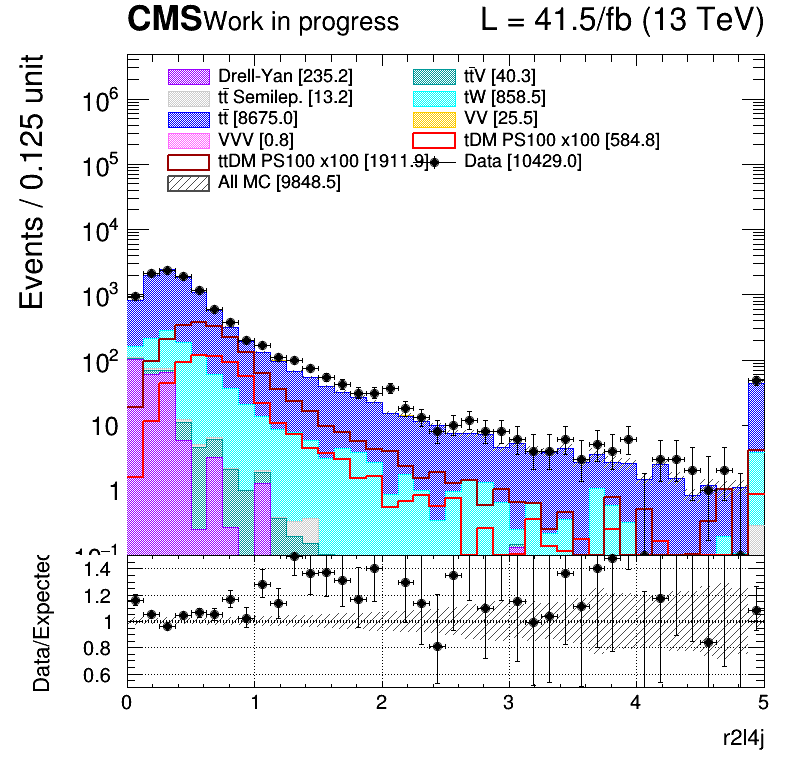 CMS Work in progress L = 41.5/fb (13 TeV)
Events / 0.125 unit
Drell-Yan [235.2] tt̄V [40.3]
tt̄ Semilep. [13.2] tW [858.5]
tt̄ [8675.0] VV [25.5]
VVV [0.8] tDM PS100 x100 [584.8]
ttDM PS100 x100 [1911.9] Data [10429.0]
All MC [9848.5]
10⁶
10⁵
10⁴
10³
10²
10
1
10⁻¹
Data/Expected
1.4
1.2
1
0.8
0.6
0 1 2 3 4 5
r2l4j